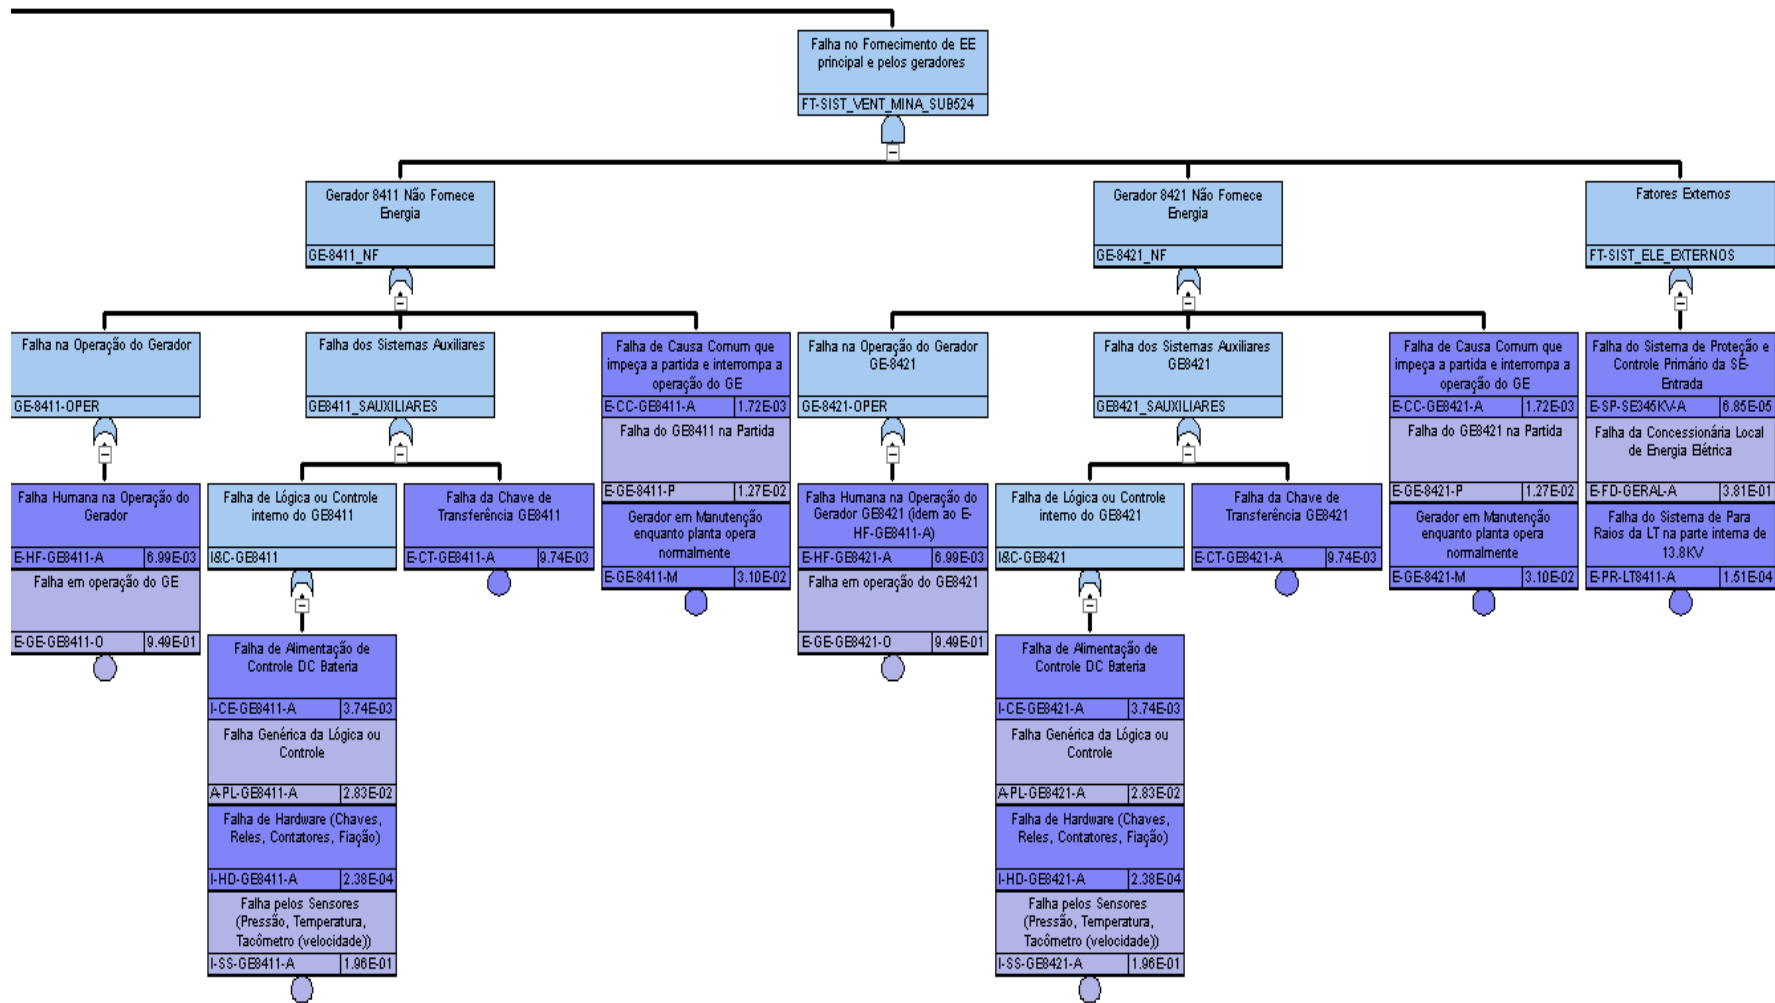 Falha no Fornecimento de EE
principal e pelos geradores
FT-SIST_VENT_MINA_SUB524
Gerador 8411 Não Fornece
Energia
GE-8411_NF
Gerador 8421 Não Fornece
Energia
GE-8421_NF
Fatores Externos
FT-SIST_ELE_EXTERNOS
Falha na Operação do Gerador
GE-8411-OPER
Falha dos Sistemas Auxiliares
GE8411_SAUXILIARES
Falha de Causa Comum que
impeça a partida e interrompa a
operação do GE
E-CC-GE8411-A 1.72E-03
Falha do GE8411 na Partida
E-GE-8411-P 1.27E-02
Gerador em Manutenção
enquanto planta opera
normalmente
E-GE-8411-M 3.10E-02
Falha na Operação do Gerador
GE-8421
GE-8421-OPER
Falha dos Sistemas Auxiliares
GE8421
GE8421_SAUXILIARES
Falha de Causa Comum que
impeça a partida e interrompa a
operação do GE
E-CC-GE8421-A 1.72E-03
Falha do GE8421 na Partida
E-GE-8421-P 1.27E-02
Gerador em Manutenção
enquanto planta opera
normalmente
E-GE-8421-M 3.10E-02
Falha do Sistema de Proteção e
Controle Primário da SE-
Entrada
E-SP-SE345KV-A 6.85E-05
Falha da Concessionária Local
de Energia Elétrica
E-FD-GERAL-A 3.81E-01
Falha do Sistema de Para
Raios da LT na parte interna de
13.8KV
E-PR-LT8411-A 1.51E-04
Falha Humana na Operação do
Gerador
E-HF-GE8411-A 6.99E-03
Falha em operação do GE
E-GE-GE8411-O 9.49E-01
Falha de Lógica ou Controle
interno do GE8411
I&C-GE8411
Falha da Chave de
Transferência GE8411
E-CT-GE8411-A 9.74E-03
Falha Humana na Operação do
Gerador GE8421 (idem ao E-
HF-GE8411-A)
E-HF-GE8421-A 6.99E-03
Falha em operação do GE8421
E-GE-GE8421-O 9.49E-01
Falha de Lógica ou Controle
interno do GE8421
I&C-GE8421
Falha da Chave de
Transferência GE8421
E-CT-GE8421-A 9.74E-03
Falha de Alimentação de
Controle DC Bateria
I-CE-GE8411-A 3.74E-03
Falha Genérica da Lógica ou
Controle
A-PL-GE8411-A 2.83E-02
Falha de Hardware (Chaves,
Reles, Contatores, Fiação)
I-HD-GE8411-A 2.38E-04
Falha pelos Sensores
(Pressão, Temperatura,
Tacômetro (velocidade))
I-SS-GE8411-A 1.96E-01
Falha de Alimentação de
Controle DC Bateria
I-CE-GE8421-A 3.74E-03
Falha Genérica da Lógica ou
Controle
A-PL-GE8421-A 2.83E-02
Falha de Hardware (Chaves,
Reles, Contatores, Fiação)
I-HD-GE8421-A 2.38E-04
Falha pelos Sensores
(Pressão, Temperatura,
Tacômetro (velocidade))
I-SS-GE8421-A 1.96E-01